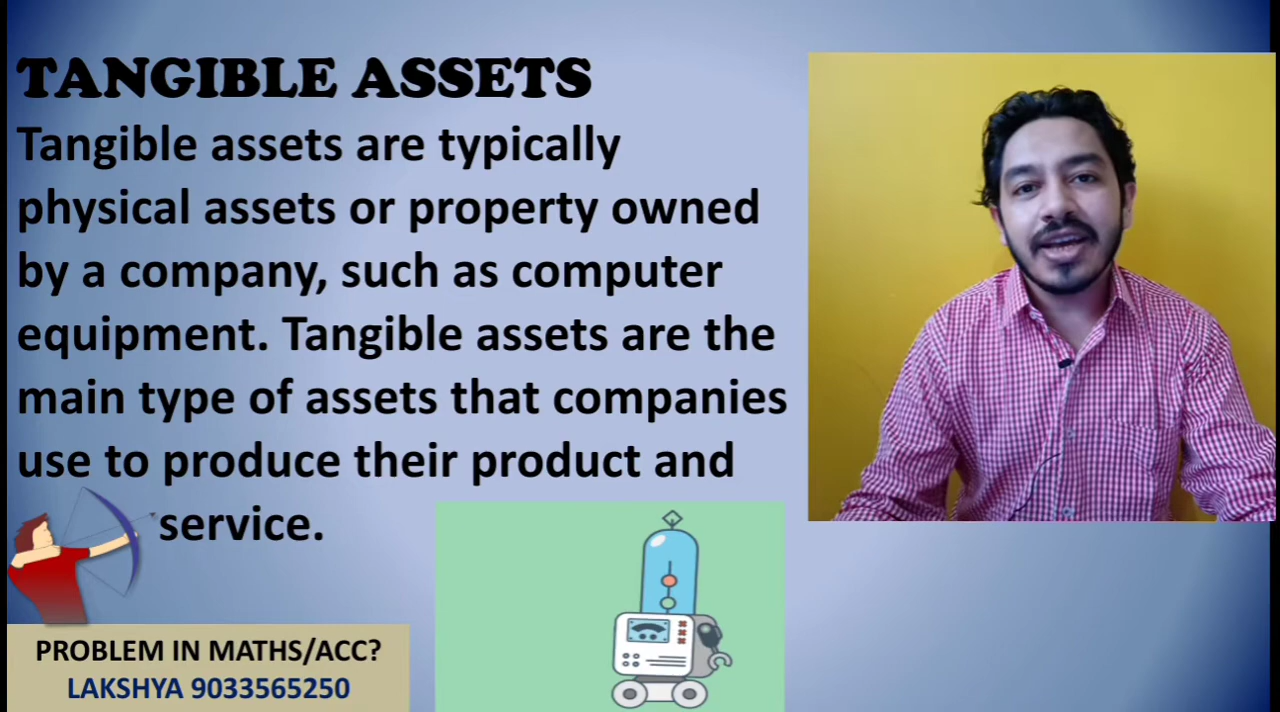 TANGIBLE ASSETS
Tangible assets are typically
physical assets or property owned
by a company, such as computer
equipment. Tangible assets are the
main type of assets that companies
use to produce their product and
service.
PROBLEM IN MATHS/ACC?
LAKSHYA 9033565250